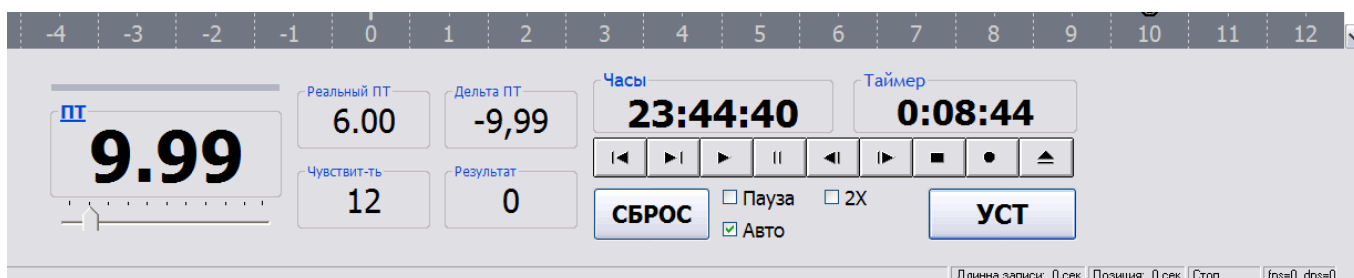 -4 -3 -2 -1 0 1 2 3 4 5 6 7 8 9 10 11 12
ПТ
9.99
Реальный ПТ
6.00
Дельта ПТ
-9,99
Чувствит-ть
12
Результат
0
Часы
23:44:40
Таймер
0:08:44
СБРОС
Пауза
2X
Авто
УСТ
Длинна записи: 0 сек Позиция: 0 сек Стоп fps=0 dps=0